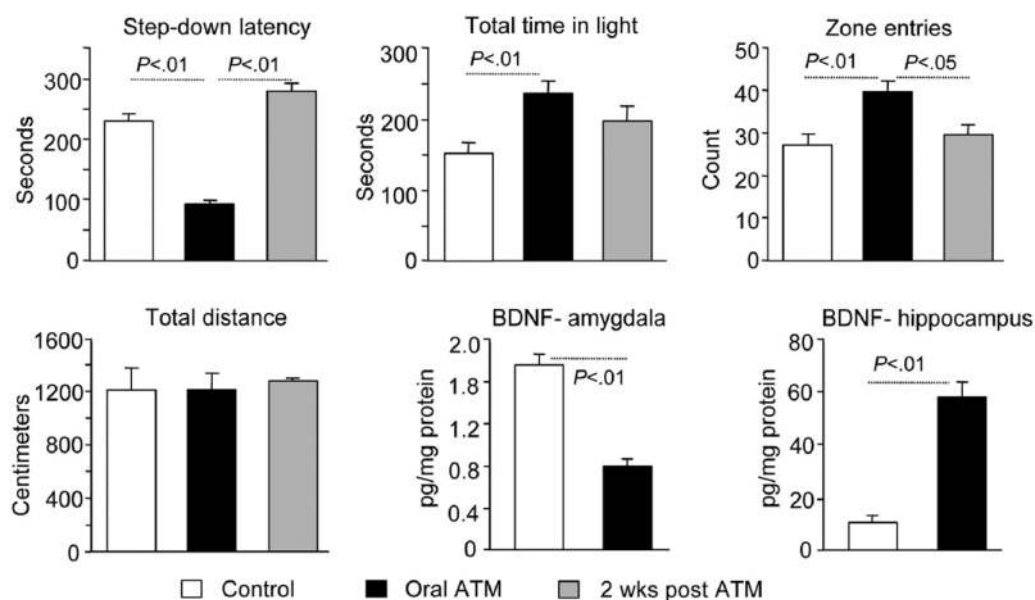 Step-down latency
P<.01
P<.01
Seconds
300
200
100
0
Total time in light
P<.01
Seconds
300
200
100
0
Zone entries
P<.01
P<.05
Count
50
40
30
20
10
0
Total distance
Centimeters
1600
1200
800
400
0
BDNF- amygdala
P<.01
pg/mg protein
2.0
1.8
1.2
0.8
0.4
0
BDNF- hippocampus
P<.01
pg/mg protein
80
60
20
10
0
Control
Oral ATM
2 wks post ATM